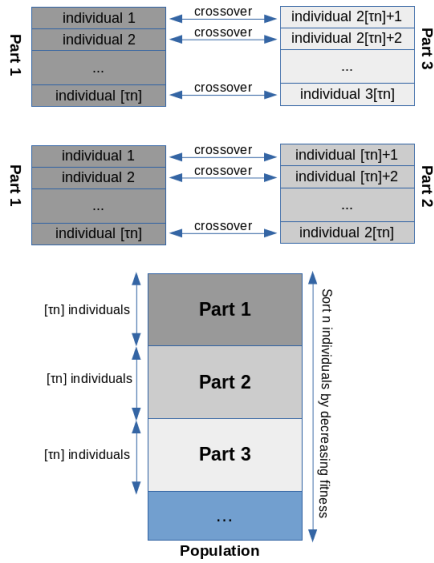 Part 1
individual 1
individual 2
...
individual [τn]
crossover
crossover
crossover
individual 2[τn]+1
individual 2[τn]+2
...
individual 3[τn]
Part 3
Part 1
individual 1
individual 2
...
individual [τn]
crossover
crossover
crossover
individual [τn]+1
individual [τn]+2
...
individual 2[τn]
Part 2
[τn] individuals
[τn] individuals
[τn] individuals
Part 1
Part 2
Part 3
...
Sort n individuals by decreasing fitness
Population